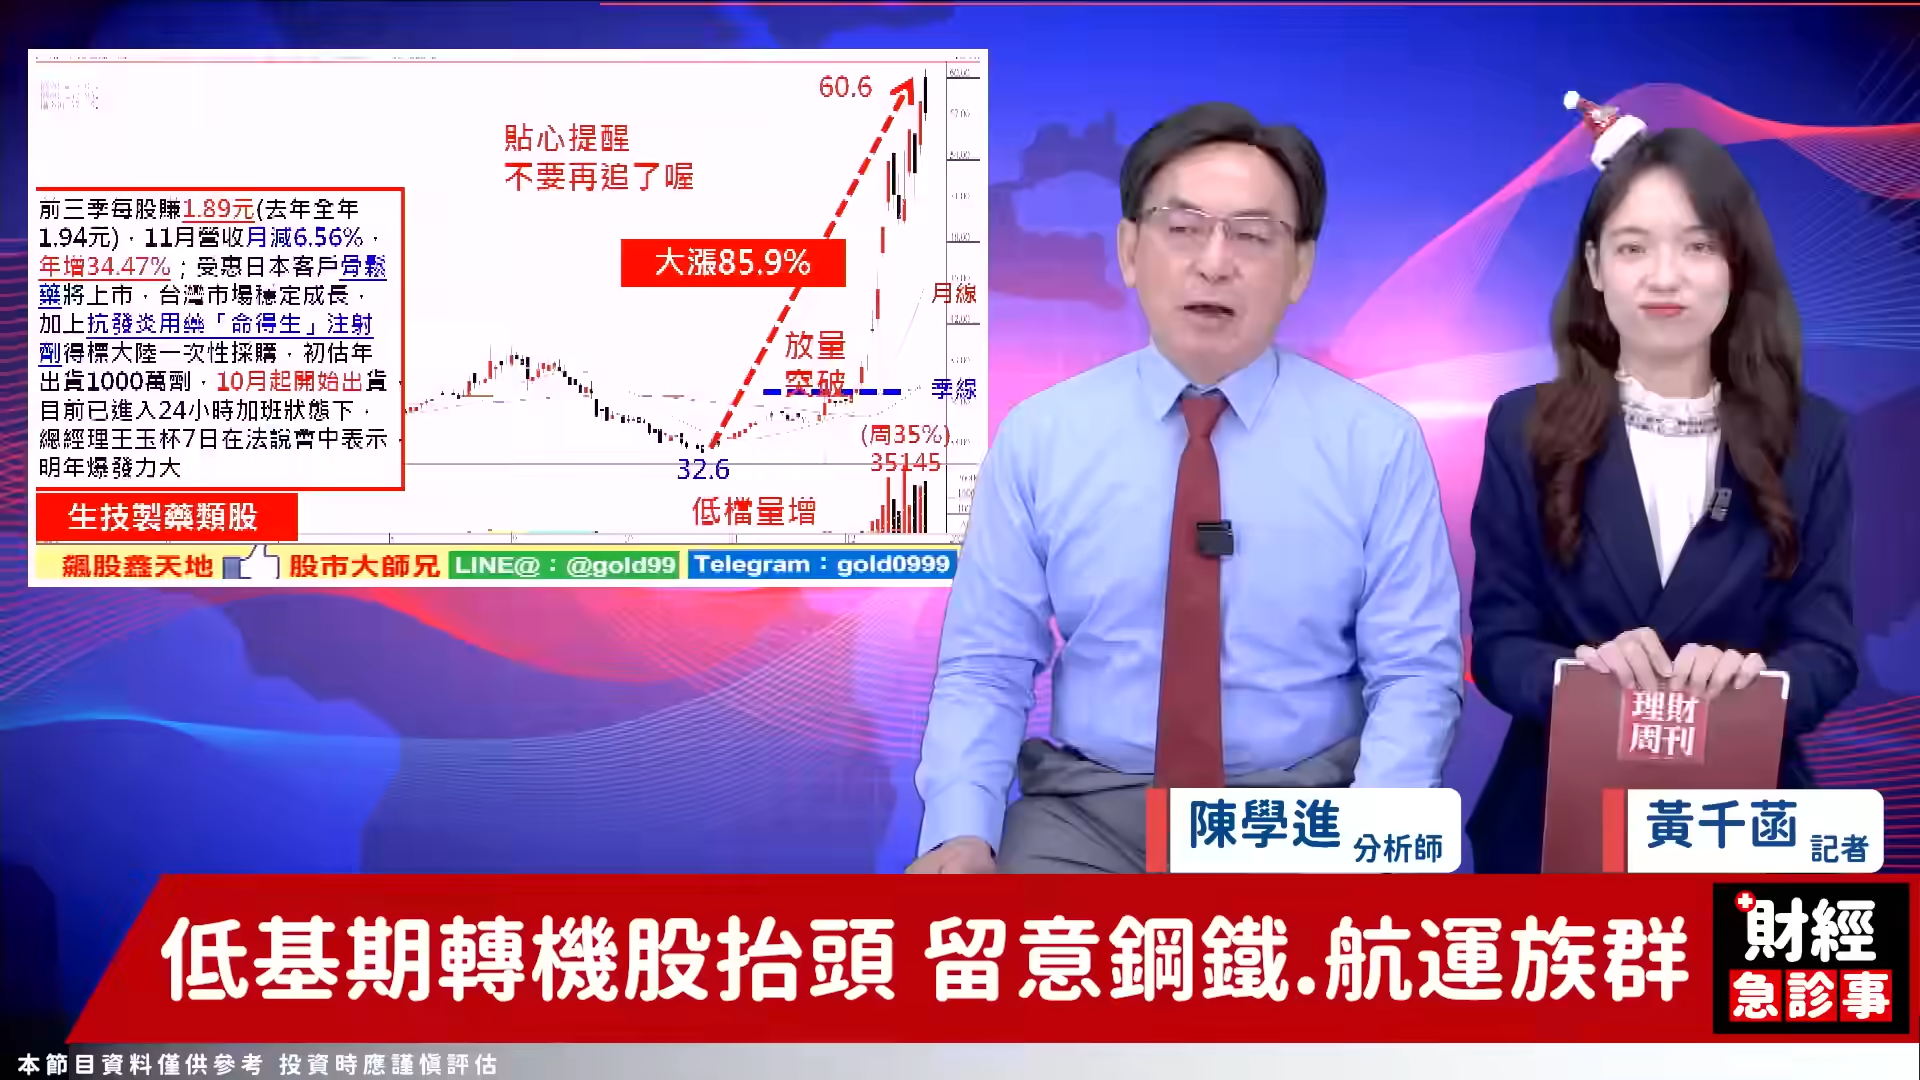 60.6
貼心提醒
不要再追了喔
前三季每股賺1.89元(去年全年
1.94元)，11月營收月減6.56%，
年增34.47%；受惠日本客戶骨鬆
藥將上市，台灣市場穩定成長，
加上抗發炎用藥「命得生」注射
劑得標大陸一次性採購，初估年
出貨1000萬劑，10月起開始出貨，
目前已進入24小時加班狀態下，
總經理王玉杯7日在法說會中表示，
明年爆發力大
大漲85.9%
月線
放量
突破
季線
(周35%)
35145
32.6
低檔量增
生技製藥類股
飆股鑫天地 股市大師兄 LINE@：@gold99 Telegram：gold0999
理財
周刊
陳學進 分析師
黃千菡 記者
低基期轉機股抬頭 留意鋼鐵.航運族群
財經
急診事
本節目資料僅供參考 投資時應謹慎評估